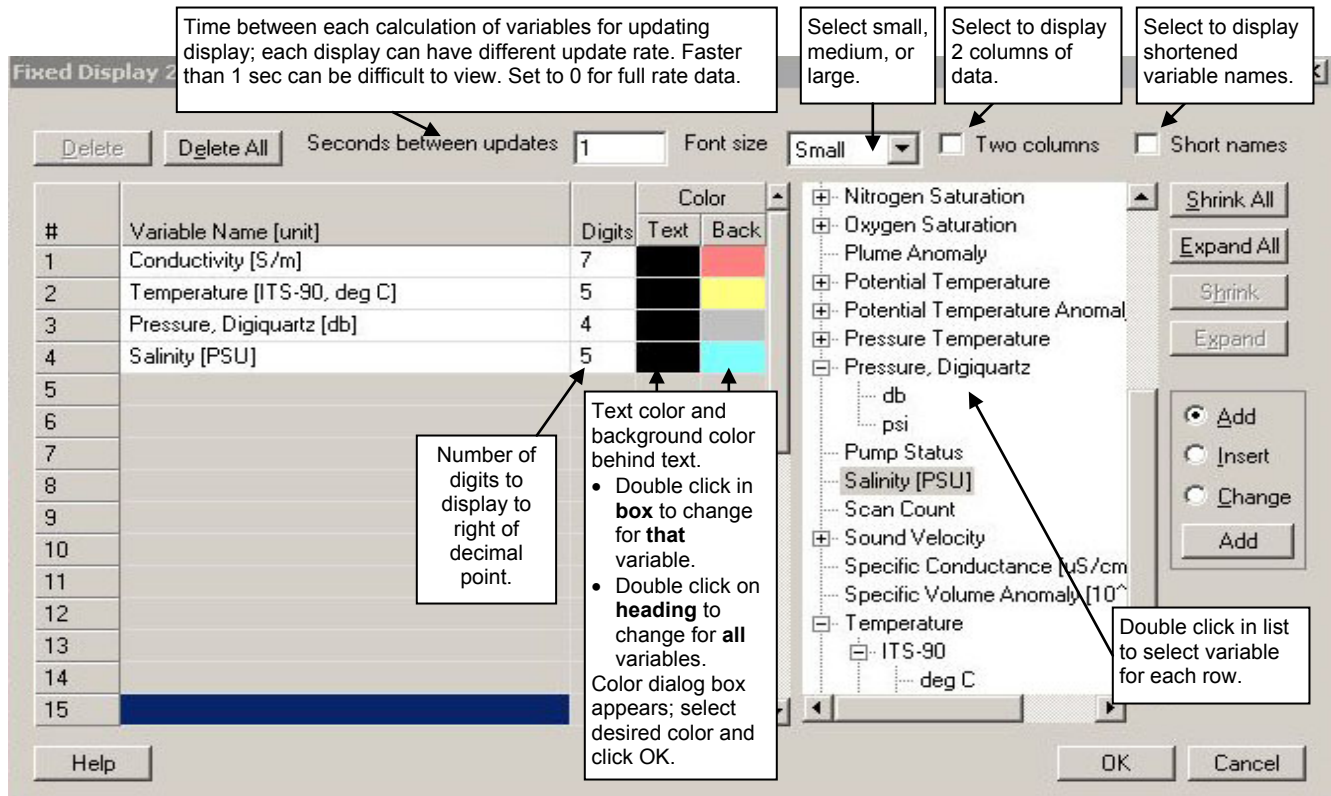 Time between each calculation of variables for updating
display; each display can have different update rate. Faster
than 1 sec can be difficult to view. Set to 0 for full rate data.
Select small,
medium, or
large.
Select to display
2 columns of
data.
Select to display
shortened
variable names.
Fixed Display 2
Delete
Delete All
Seconds between updates
1
Font size
Small
Two columns
Short names
# Variable Name [unit] Digits Color
Text Back
1 Conductivity [S/m] 7
2 Temperature [ITS-90, deg C] 5
3 Pressure, Digiquartz [db] 4
4 Salinity [PSU] 5
5
6
7
8
9
10
11
12
13
14
15
Number of
digits to
display to
right of
decimal
point.
Text color and
background color
behind text.
• Double click in
box to change
for that
variable.
• Double click on
heading to
change for all
variables.
Color dialog box
appears; select
desired color and
click OK.
Nitrogen Saturation
Oxygen Saturation
Plume Anomaly
Potential Temperature
Potential Temperature Anomal
Pressure Temperature
Pressure, Digiquartz
db
psi
Pump Status
Salinity [PSU]
Scan Count
Sound Velocity
Specific Conductance [uS/cm
Specific Volume Anomaly [10^
Temperature
ITS-90
deg C
Double click in list
to select variable
for each row.
Shrink All
Expand All
Shrink
Expand
Add
Insert
Change
Add
Help
OK
Cancel